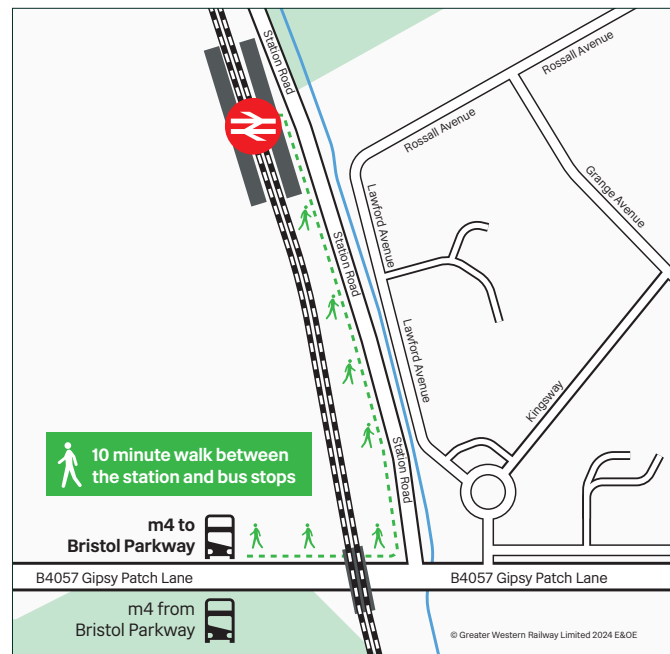 Station Road
Rossall Avenue
Rossall Avenue
Grange Avenue
Lawford Avenue
Station Road
Lawford Avenue
Kingsway
Station Road
10 minute walk between
the station and bus stops
m4 to
Bristol Parkway
B4057 Gipsy Patch Lane
B4057 Gipsy Patch Lane
m4 from
Bristol Parkway
© Greater Western Railway Limited 2024 E&OE